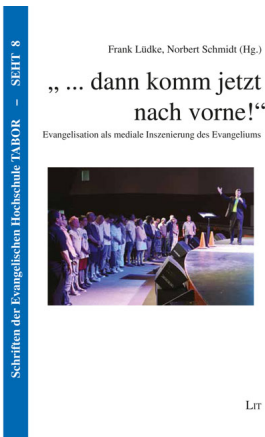 Frank Lüdke, Norbert Schmidt (Hg.)
„ ... dann komm jetzt
nach vorne!“
Evangelisation als mediale Inszenierung des Evangeliums
Schriften der Evangelischen Hochschule TABOR – SEHT 8
LIT